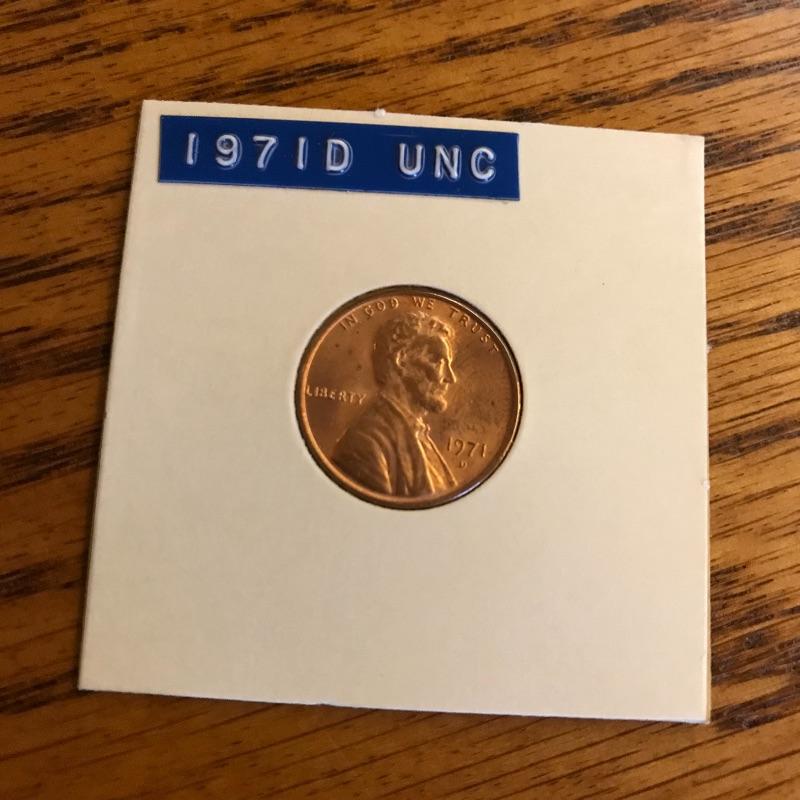 1971D UNC
IN GOD WE TRUST
LIBERTY
1971
D